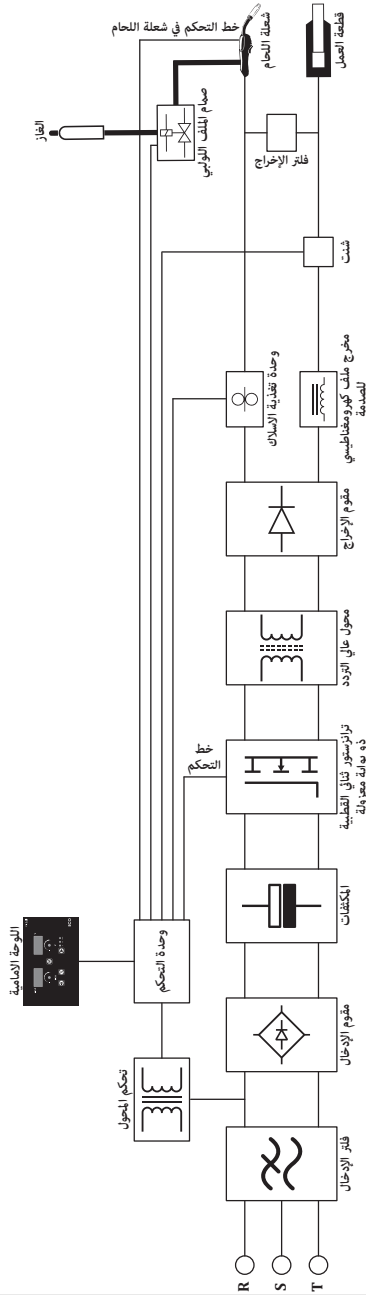 خط التحكم في شعلة اللحام
شعلة اللحام
قطعة العمل
الغاز
صمام الملف اللولبي
فلتر الإخراج
شنت
وحدة تغذية الاسلاك
مخرج ملف كهرومغناطيسي
للصدمة
مقوم الإخراج
محول عالي التردد
خط
التحكم
ترانزستور ثنائي القطبية
ذو بوابة معزولة
المكثفات
اللوحة الامامية
وحدة التحكم
مقوم الإدخال
تحكم المحول
فلتر الإدخال
R
S
T